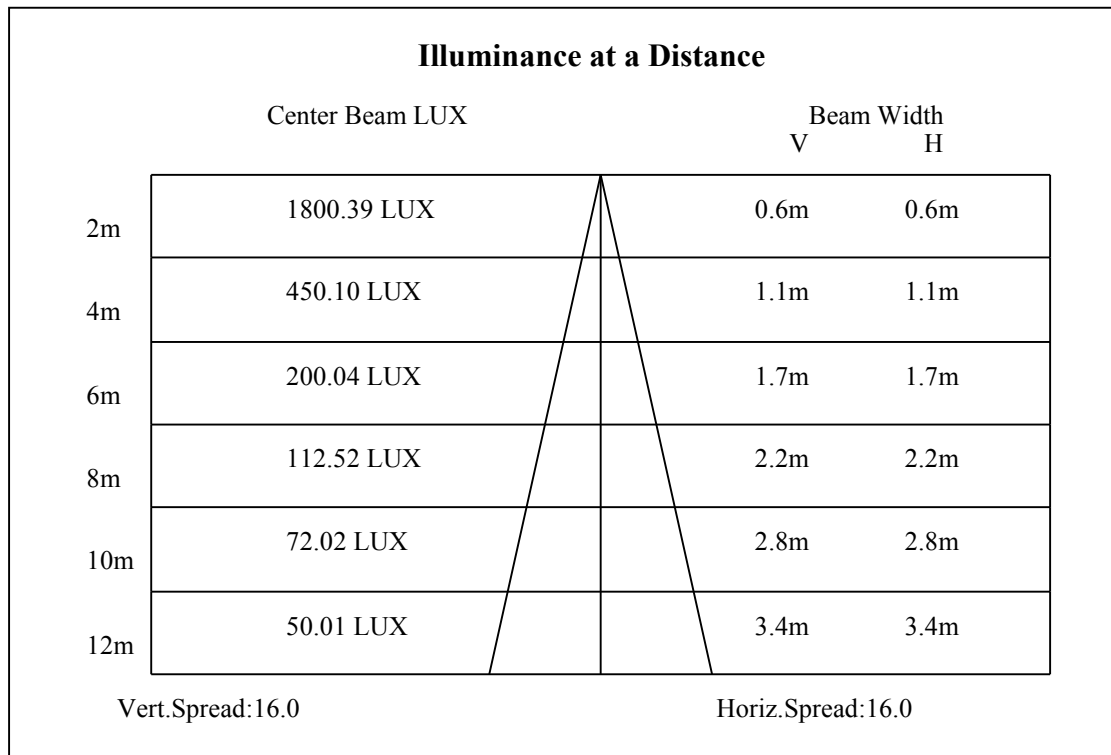 Illuminance at a Distance
Center Beam LUX Beam Width
V H
2m 1800.39 LUX 0.6m 0.6m
4m 450.10 LUX 1.1m 1.1m
6m 200.04 LUX 1.7m 1.7m
8m 112.52 LUX 2.2m 2.2m
10m 72.02 LUX 2.8m 2.8m
12m 50.01 LUX 3.4m 3.4m
Vert.Spread:16.0 Horiz.Spread:16.0